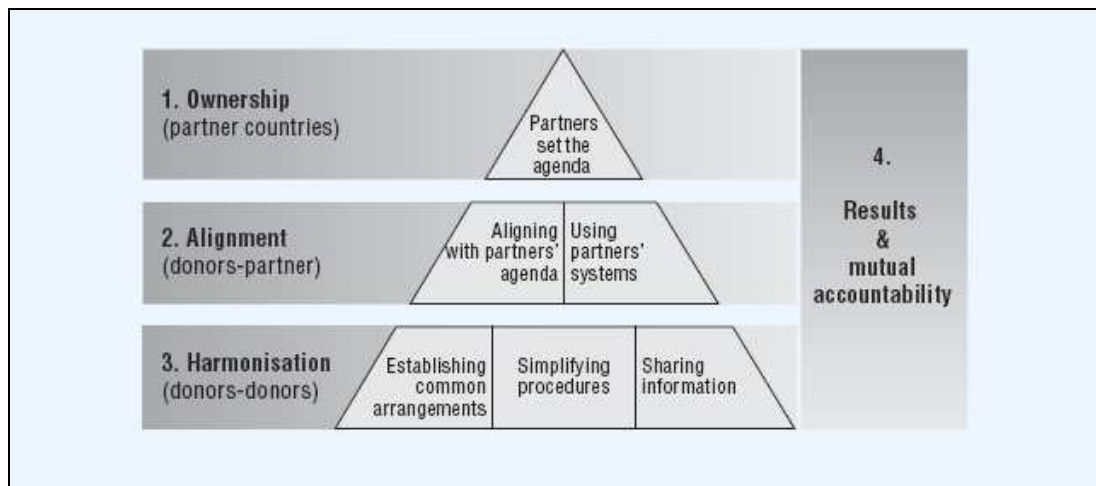 1. Ownership
(partner countries)
Partners
set the
agenda
2. Alignment
(donors-partner)
Aligning
with partners'
agenda
Using
partners'
systems
3. Harmonisation
(donors-donors)
Establishing
common
arrangements
Simplifying
procedures
Sharing
information
4.
Results
&
mutual
accountability